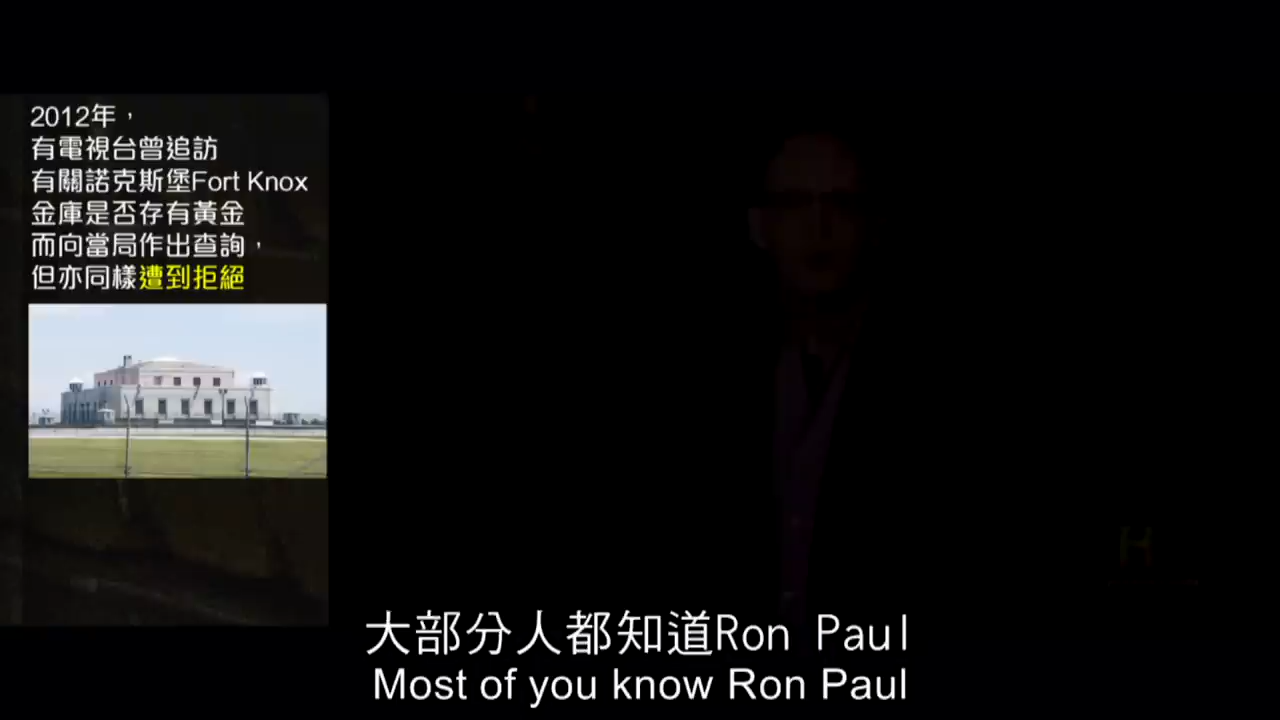 2012年，
有電視台曾追訪
有關諾克斯堡Fort Knox
金庫是否存有黃金
而向當局作出查詢，
但亦同樣遭到拒絕
大部分人都知道Ron Paul
Most of you know Ron Paul
H